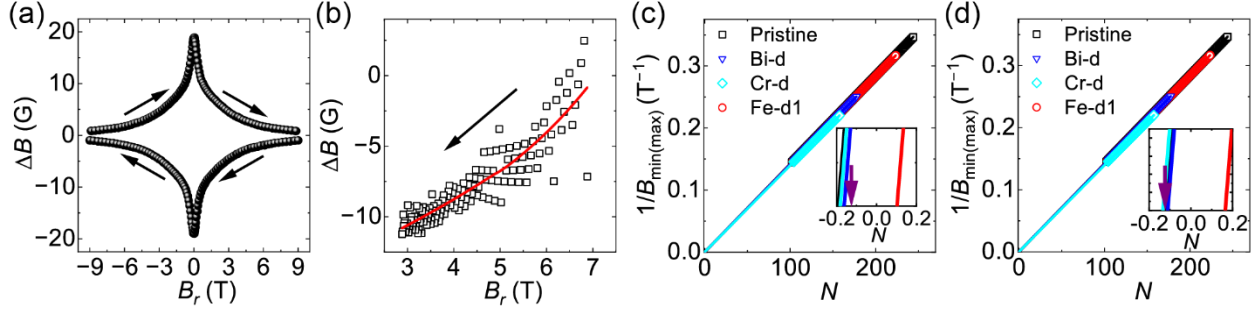 (a)
20
10
0
−10
−20
ΔB (G)
−9 −6 −3 0 3 6 9
B_r (T)
(b)
0
−5
−10
ΔB (G)
3 4 5 6 7
B_r (T)
(c)
Pristine
Bi-d
Cr-d
Fe-d1
0.3
0.2
0.1
0.0
1/B_min(max) (T⁻¹)
0 100 200
N
-0.2 0.0 0.2
N
(d)
Pristine
Bi-d
Cr-d
Fe-d1
0.3
0.2
0.1
0.0
1/B_min(max) (T⁻¹)
0 100 200
N
-0.2 0.0 0.2
N